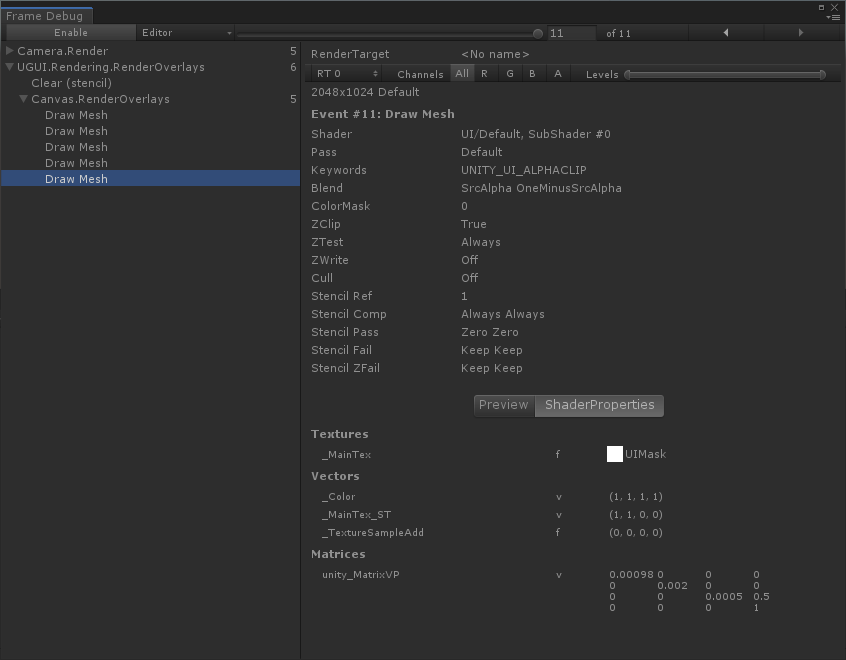 Frame Debug
Enable Editor 11 of 11
Camera.Render 5
UGUI.Rendering.RenderOverlays 6
Clear (stencil)
Canvas.RenderOverlays 5
Draw Mesh
Draw Mesh
Draw Mesh
Draw Mesh
Draw Mesh
RenderTarget <No name>
RT 0 Channels All R G B A Levels
2048x1024 Default
Event #11: Draw Mesh
Shader UI/Default, SubShader #0
Pass Default
Keywords UNITY_UI_ALPHACLIP
Blend SrcAlpha OneMinusSrcAlpha
ColorMask 0
ZClip True
ZTest Always
ZWrite Off
Cull Off
Stencil Ref 1
Stencil Comp Always Always
Stencil Pass Zero Zero
Stencil Fail Keep Keep
Stencil ZFail Keep Keep
Preview ShaderProperties
Textures
_MainTex f UIMask
Vectors
_Color v (1, 1, 1, 1)
_MainTex_ST v (1, 1, 0, 0)
_TextureSampleAdd f (0, 0, 0, 0)
Matrices
unity_MatrixVP v 0.00098 0 0 0
0 0.002 0 0
0 0 0.0005 0.5
0 0 0 1